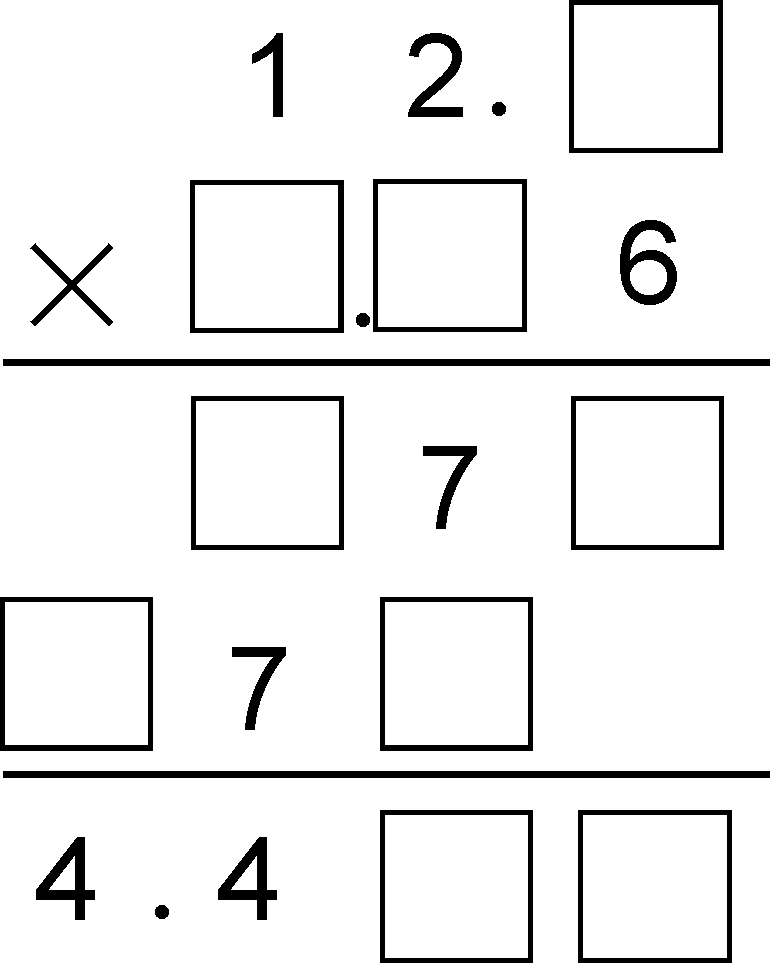 1 2 . □
× □ . □ 6
□ 7 □
□ 7 □
4 . 4 □ □